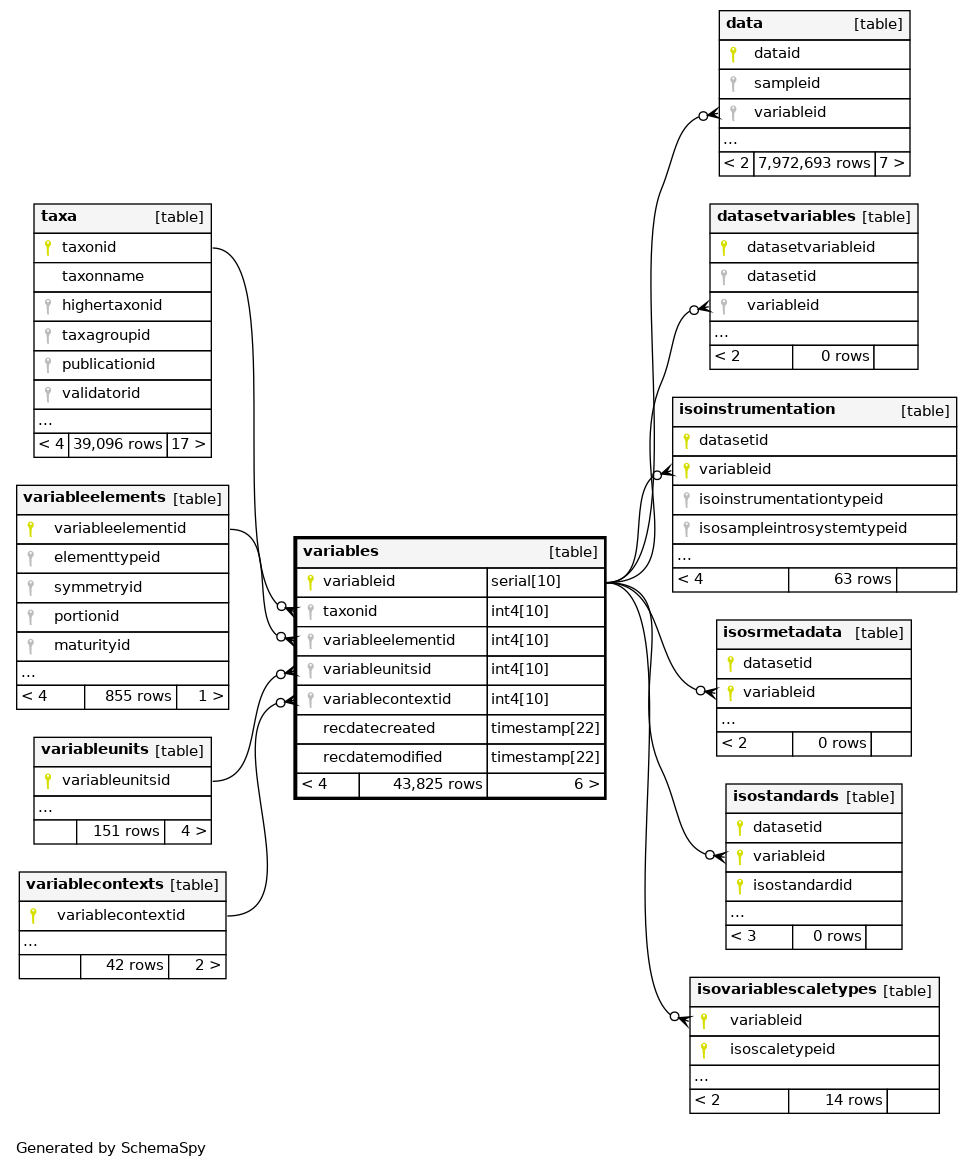 data [table]
dataid
sampleid
variableid
...
< 2 7,972,693 rows 7 >
taxa [table]
taxonid
taxonname
highertaxonid
taxagroupid
publicationid
validatorid
...
< 4 39,096 rows 17 >
datasetvariables [table]
datasetvariableid
datasetid
variableid
...
< 2 0 rows
isoinstrumentation [table]
datasetid
variableid
isoinstrumentationtypeid
isosampleintrosystemtypeid
...
< 4 63 rows
variableelements [table]
variableelementid
elementtypeid
symmetryid
portionid
maturityid
...
< 4 855 rows 1 >
variables [table]
variableid serial[10]
taxonid int4[10]
variableelementid int4[10]
variableunitsid int4[10]
variablecontextid int4[10]
recdatecreated timestamp[22]
recdatemodified timestamp[22]
< 4 43,825 rows 6 >
isosrmetadata [table]
datasetid
variableid
...
< 2 0 rows
variableunits [table]
variableunitsid
...
151 rows 4 >
isostandards [table]
datasetid
variableid
isostandardid
...
< 3 0 rows
variablecontexts [table]
variablecontextid
...
42 rows 2 >
isovariablescaletypes [table]
variableid
isoscaletypeid
...
< 2 14 rows
Generated by SchemaSpy